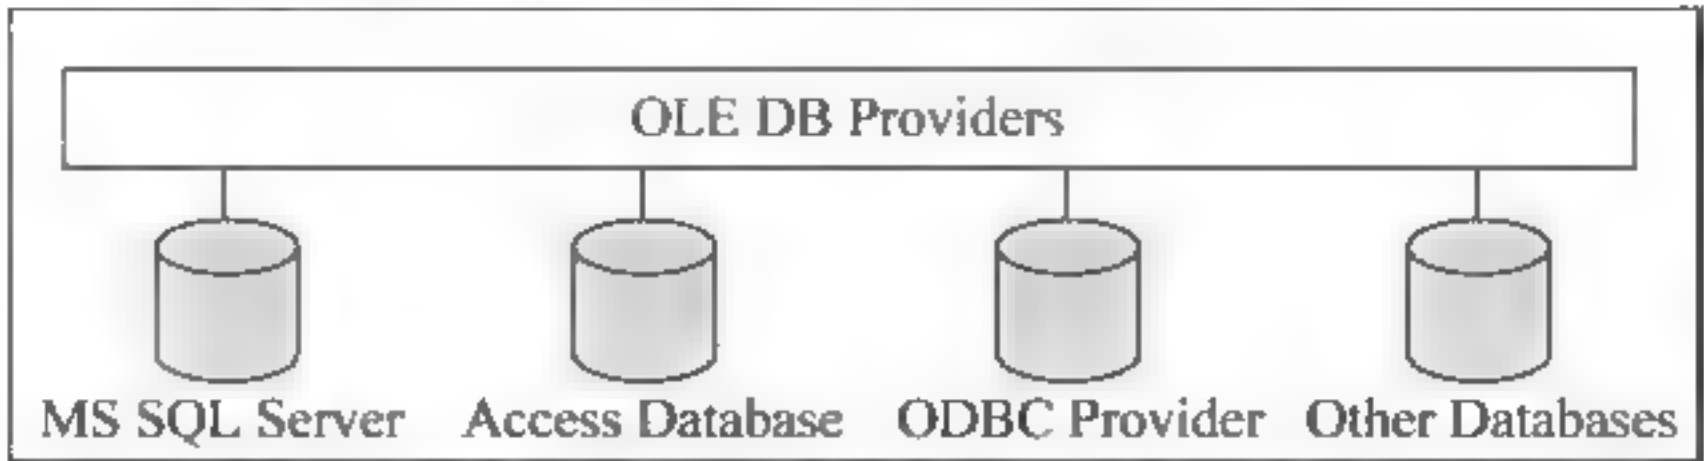 OLE DB Providers
MS SQL Server Access Database ODBC Provider Other Databases